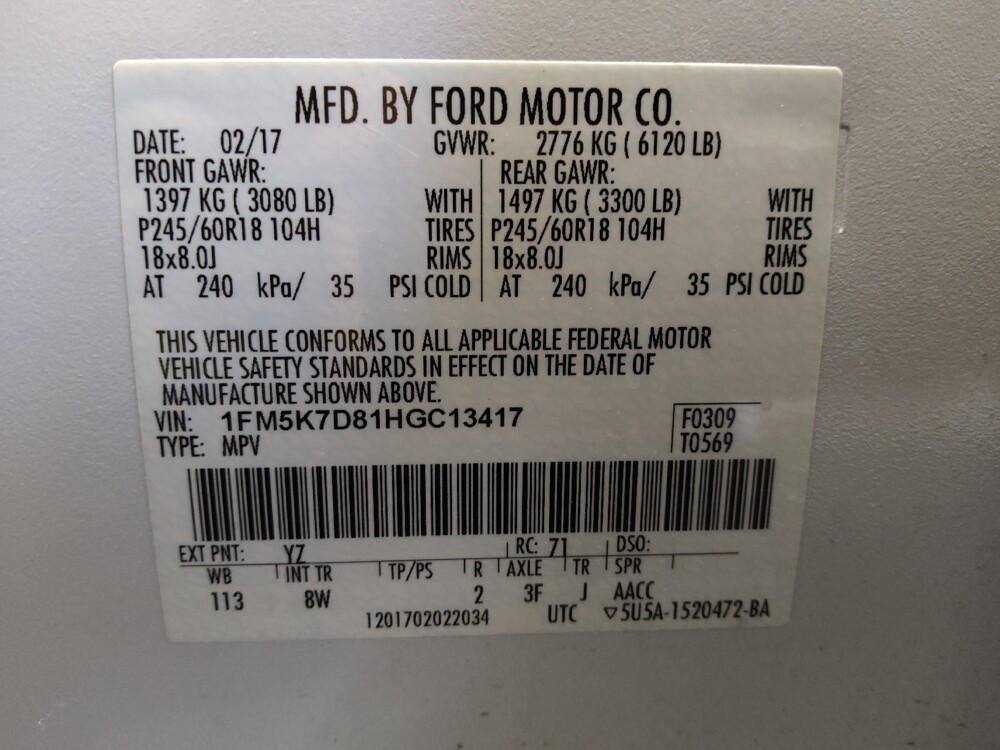 MFD. BY FORD MOTOR CO.
DATE: 02/17 GVWR: 2776 KG ( 6120 LB)
FRONT GAWR: REAR GAWR:
1397 KG ( 3080 LB) WITH 1497 KG ( 3300 LB) WITH
P245/60R18 104H TIRES P245/60R18 104H TIRES
18x8.0J RIMS 18x8.0J RIMS
AT 240 kPa/ 35 PSI COLD AT 240 kPa/ 35 PSI COLD
THIS VEHICLE CONFORMS TO ALL APPLICABLE FEDERAL MOTOR
VEHICLE SAFETY STANDARDS IN EFFECT ON THE DATE OF
MANUFACTURE SHOWN ABOVE.
VIN: 1FM5K7D81HGC13417 F0309
TYPE: MPV T0569
EXT PNT: YZ RC: 71 DSO:
WB INT TR TP/PS R AXLE TR SPR
113 8W 2 3F J AACC
1201702022034 UTC ▽5U5A-1520472-BA